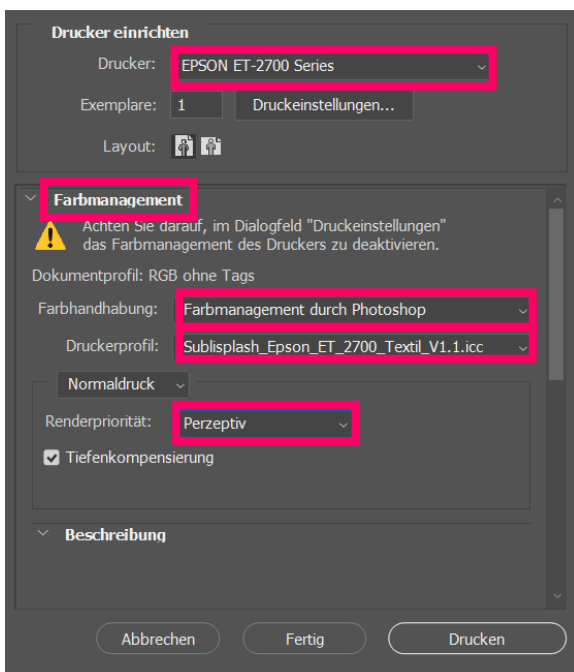 Drucker einrichten
Drucker: EPSON ET-2700 Series
Exemplare: 1 Druckeinstellungen...
Layout:
Farbmanagement
Achten Sie darauf, im Dialogfeld "Druckeinstellungen"
das Farbmanagement des Druckers zu deaktivieren.
Dokumentprofil: RGB ohne Tags
Farbhandhabung: Farbmanagement durch Photoshop
Druckerprofil: Sublisplash_Epson_ET_2700_Textil_V1.1.icc
Normaldruck
Renderpriorität: Perzeptiv
Tiefenkompensierung
Beschreibung
Abbrechen Fertig Drucken